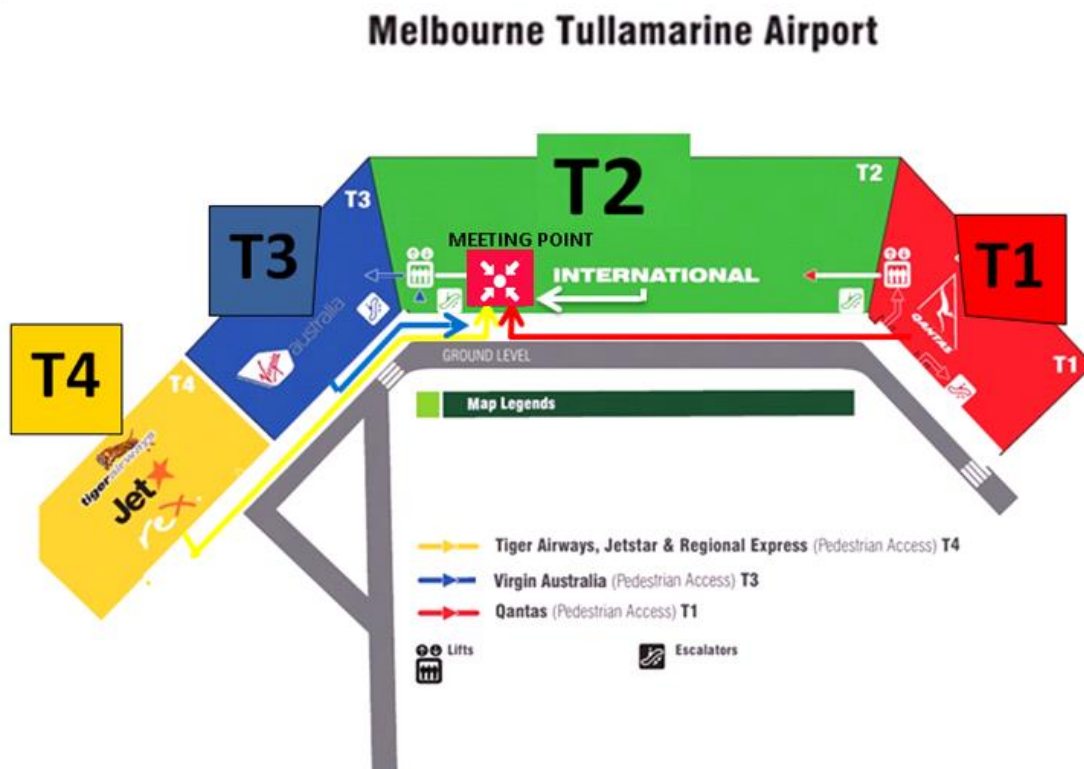 Melbourne Tullamarine Airport
T2
T3
T2
T3
MEETING POINT
INTERNATIONAL
T1
QANTAS
T1
T4
T4
Virgin australia
tigerairways
Jet
rex.
GROUND LEVEL
Map Legends
Tiger Airways, Jetstar & Regional Express (Pedestrian Access) T4
Virgin Australia (Pedestrian Access) T3
Qantas (Pedestrian Access) T1
Lifts
Escalators